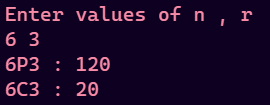 Enter values of n , r
6 3
6P3 : 120
6C3 : 20